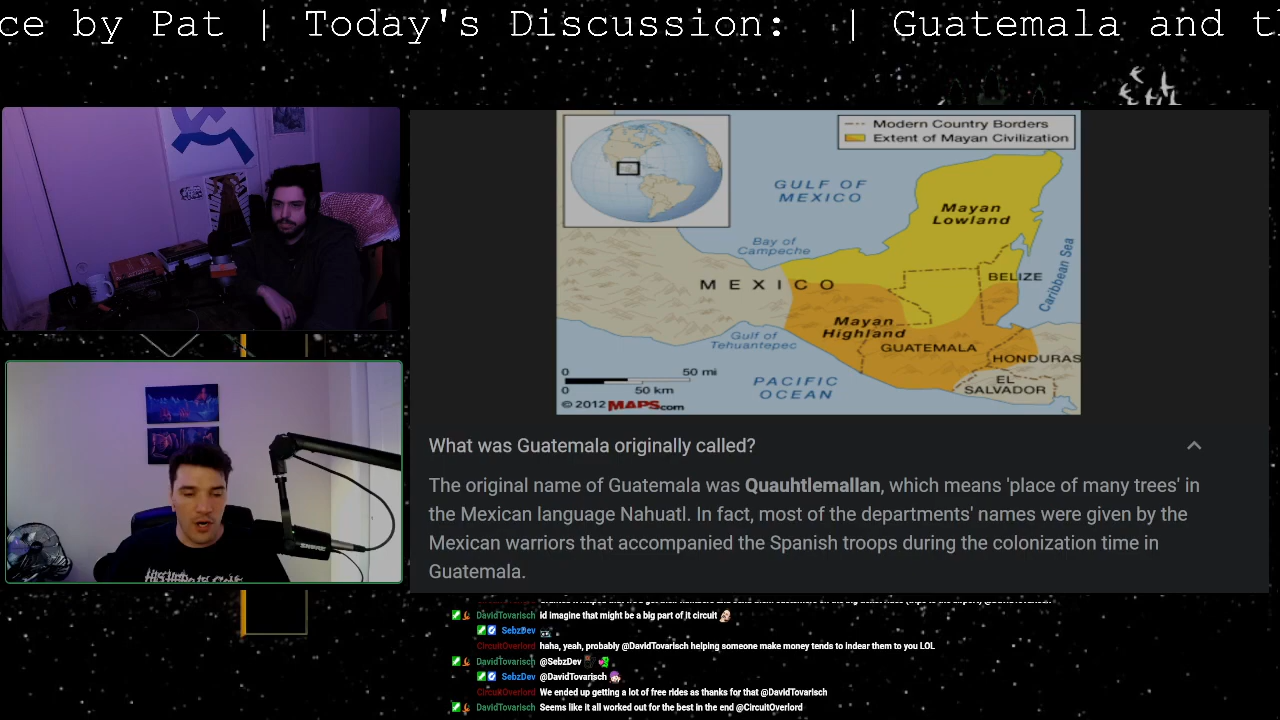 ce by Pat | Today's Discussion: | Guatemala and t
Modern Country Borders
Extent of Mayan Civilization
GULF OF
MEXICO
Mayan
Lowland
Bay of
Campeche
Caribbean Sea
BELIZE
MEXICO
Mayan
Highland
Gulf of
Tehuantepec
GUATEMALA
HONDURAS
0 50 mi
0 50 km
PACIFIC
OCEAN
EL
SALVADOR
© 2012 MAPS.com
What was Guatemala originally called?
The original name of Guatemala was Quauhtlemallan, which means 'place of many trees' in
the Mexican language Nahuatl. In fact, most of the departments' names were given by the
Mexican warriors that accompanied the Spanish troops during the colonization time in
Guatemala.
DavidTovarisch id imagine that might be a big part of it circuit
SebzDev
CircuitOverlord haha, yeah, probably @DavidTovarisch helping someone make money tends to indear them to you LOL
DavidTovarisch @SebzDev
SebzDev @DavidTovarisch
CircuitOverlord We ended up getting a lot of free rides as thanks for that @DavidTovarisch
DavidTovarisch Seems like it all worked out for the best in the end @CircuitOverlord